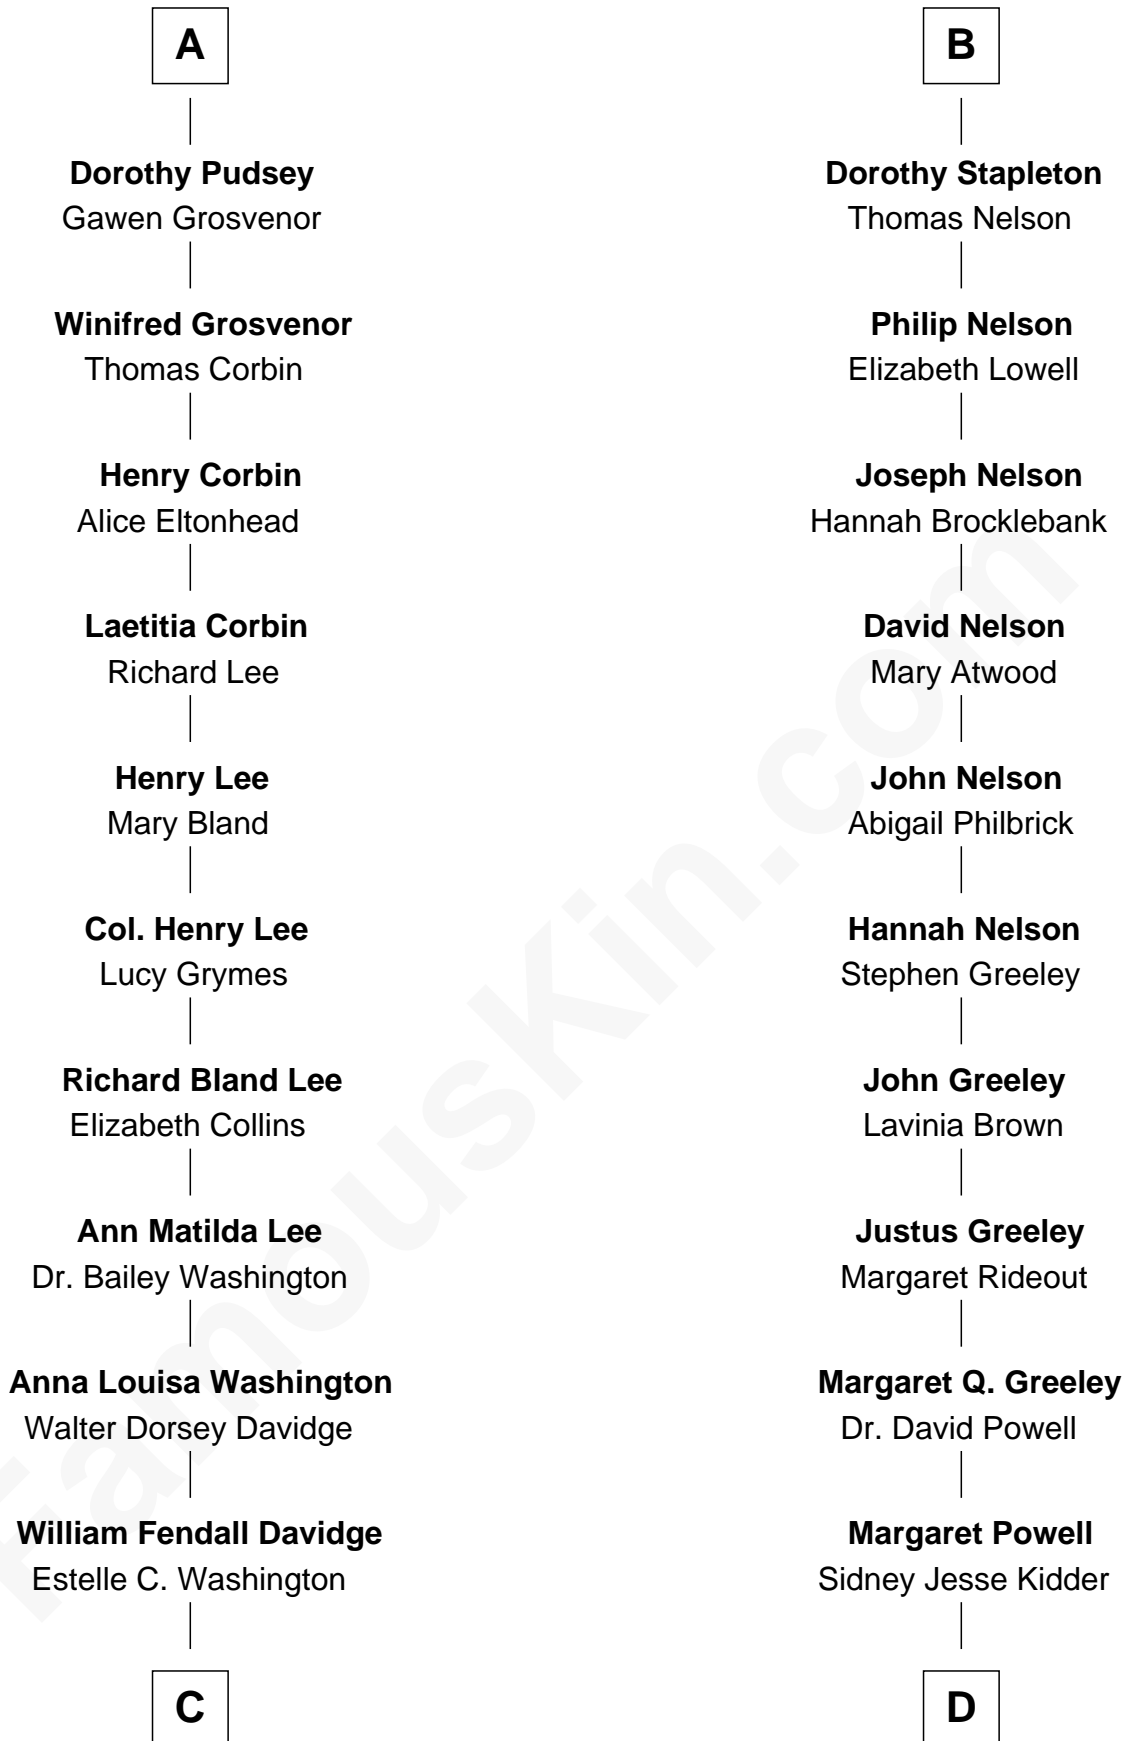 A
Dorothy Pudsey
Gawen Grosvenor
Winifred Grosvenor
Thomas Corbin
Henry Corbin
Alice Eltonhead
Laetitia Corbin
Richard Lee
Henry Lee
Mary Bland
Col. Henry Lee
Lucy Grymes
Richard Bland Lee
Elizabeth Collins
Ann Matilda Lee
Dr. Bailey Washington
Anna Louisa Washington
Walter Dorsey Davidge
William Fendall Davidge
Estelle C. Washington
C
B
Dorothy Stapleton
Thomas Nelson
Philip Nelson
Elizabeth Lowell
Joseph Nelson
Hannah Brocklebank
David Nelson
Mary Atwood
John Nelson
Abigail Philbrick
Hannah Nelson
Stephen Greeley
John Greeley
Lavinia Brown
Justus Greeley
Margaret Rideout
Margaret Q. Greeley
Dr. David Powell
Margaret Powell
Sidney Jesse Kidder
D
FamousKin.com